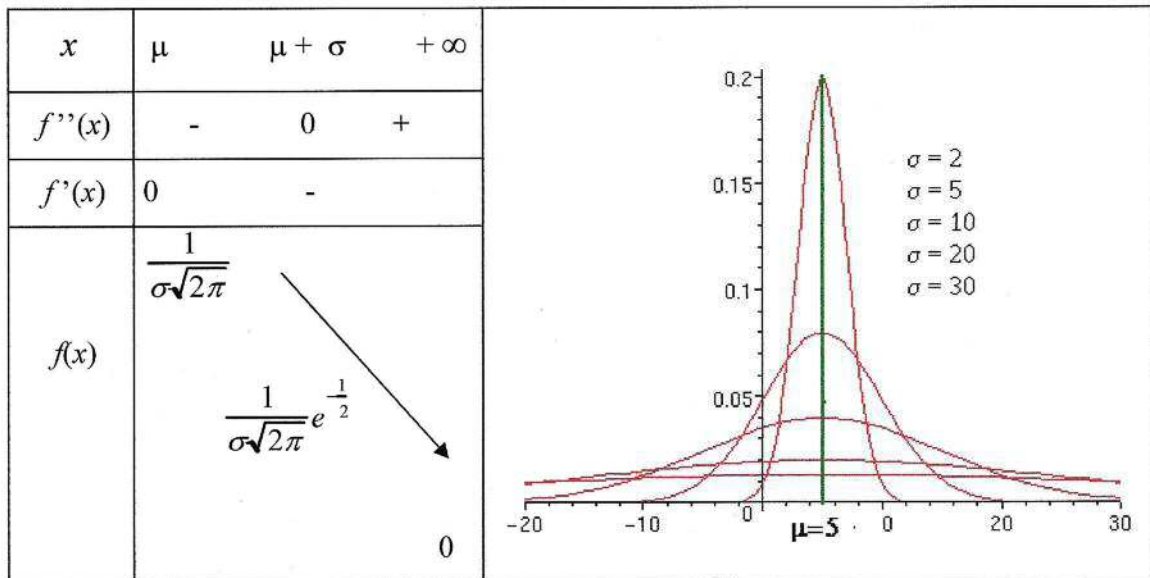 x μ μ + σ + ∞
f''(x) - 0 +
f'(x) 0 -
f(x) 1/(σ√2π)
1/(σ√2π) e^(-1/2)
0
0.2
0.15
0.1
0.05
σ = 2
σ = 5
σ = 10
σ = 20
σ = 30
-20 -10 0 μ=5 0 20 30